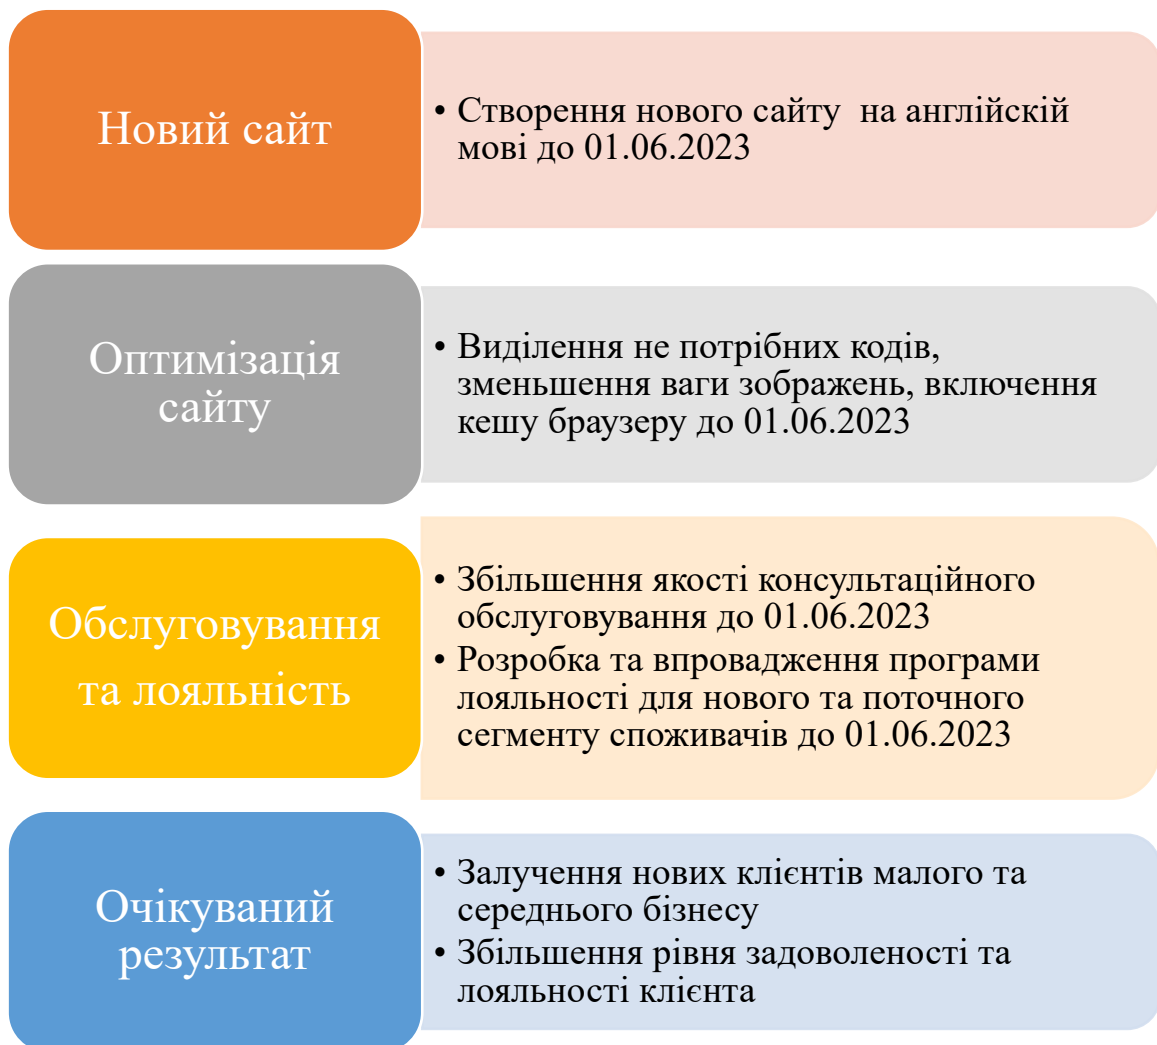 Новий сайт
• Створення нового сайту на англійскій
мові до 01.06.2023
Оптимізація
сайту
• Виділення не потрібних кодів,
зменьшення ваги зображень, включення
кешу браузеру до 01.06.2023
Обслуговування
та лояльність
• Збільшення якості консультаційного
обслуговування до 01.06.2023
• Розробка та впровадження програми
лояльності для нового та поточного
сегменту споживачів до 01.06.2023
Очікуваний
результат
• Залучення нових клієнтів малого та
середнього бізнесу
• Збільшення рівня задоволеності та
лояльності клієнта